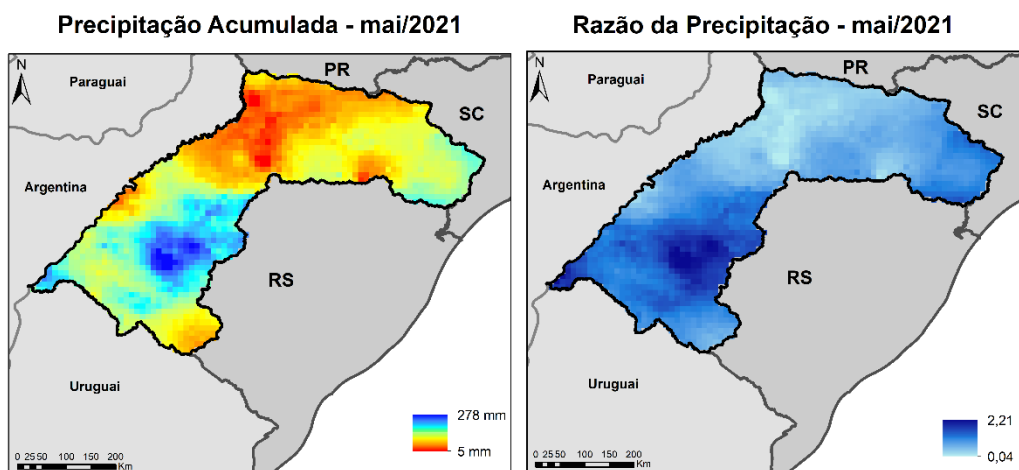 Precipitação Acumulada - mai/2021
N
Paraguai
PR
SC
Argentina
RS
Uruguai
278 mm
5 mm
0 25 50 100 150 200
Km
Razão da Precipitação - mai/2021
N
Paraguai
PR
SC
Argentina
RS
Uruguai
2,21
0,04
0 25 50 100 150 200
Km